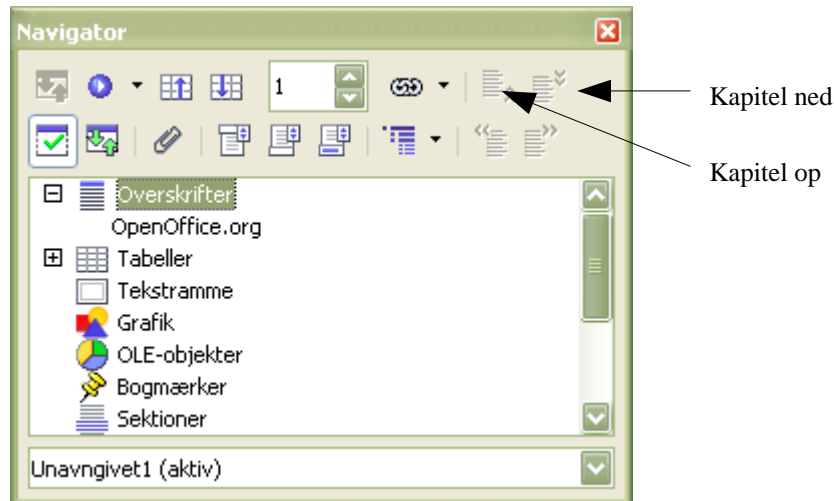 Navigator
1
Kapitel ned
Kapitel op
Overskrifter
OpenOffice.org
Tabeller
Tekstramme
Grafik
OLE-objekter
Bogmærker
Sektioner
Unavngivet1 (aktiv)